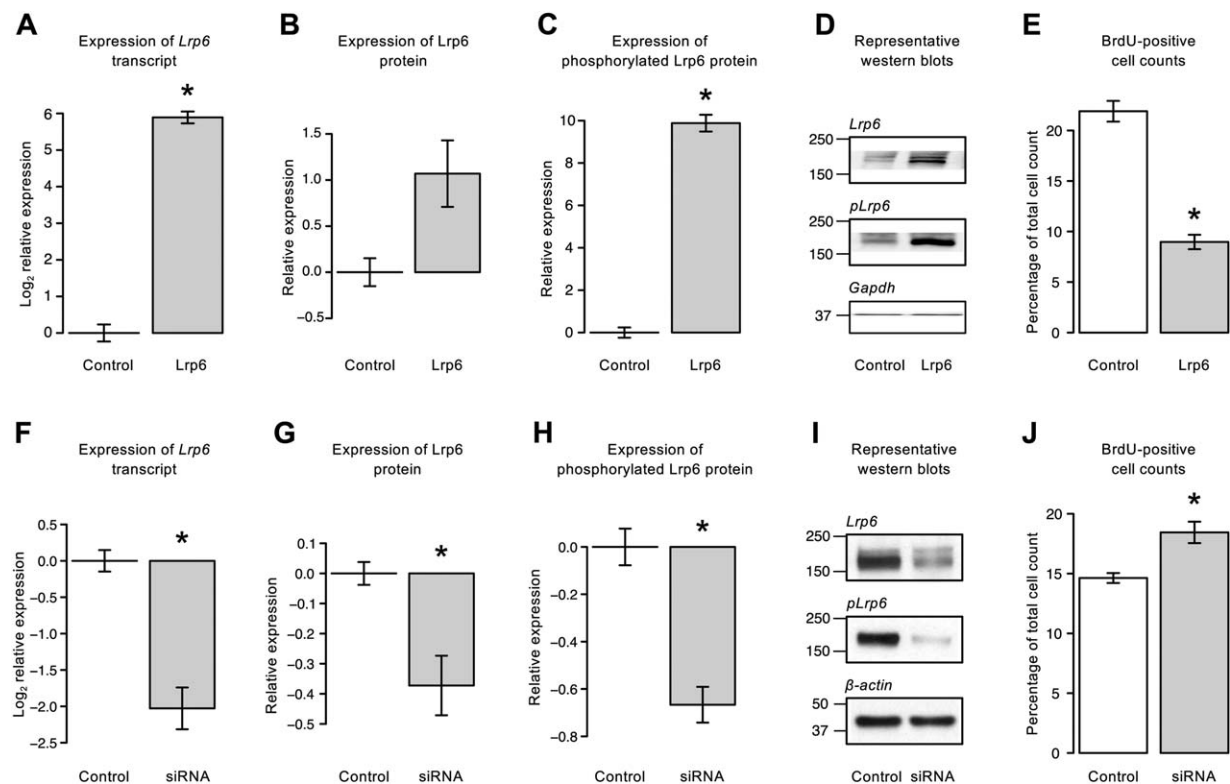 A
Expression of Lrp6
transcript
Log₂ relative expression
6
5
4
3
2
1
0
*
Control Lrp6
B
Expression of Lrp6
protein
Relative expression
1.5
1.0
0.5
0.0
−0.5
Control Lrp6
C
Expression of
phosphorylated Lrp6 protein
Relative expression
10
8
6
4
2
0
*
Control Lrp6
D
Representative
western blots
Lrp6
250
150
pLrp6
250
150
Gapdh
37
Control Lrp6
E
BrdU-positive
cell counts
Percentage of total cell count
20
15
10
5
0
*
Control Lrp6
F
Expression of Lrp6
transcript
Log₂ relative expression
0.5
0.0
−0.5
−1.0
−1.5
−2.0
−2.5
*
Control siRNA
G
Expression of Lrp6
protein
Relative expression
0.1
0.0
−0.1
−0.2
−0.3
−0.4
−0.5
*
Control siRNA
H
Expression of
phosphorylated Lrp6 protein
Relative expression
0.0
−0.2
−0.4
−0.6
−0.8
*
Control siRNA
I
Representative
western blots
Lrp6
250
150
pLrp6
250
150
β-actin
50
37
Control siRNA
J
BrdU-positive
cell counts
Percentage of total cell count
20
15
10
5
0
*
Control siRNA